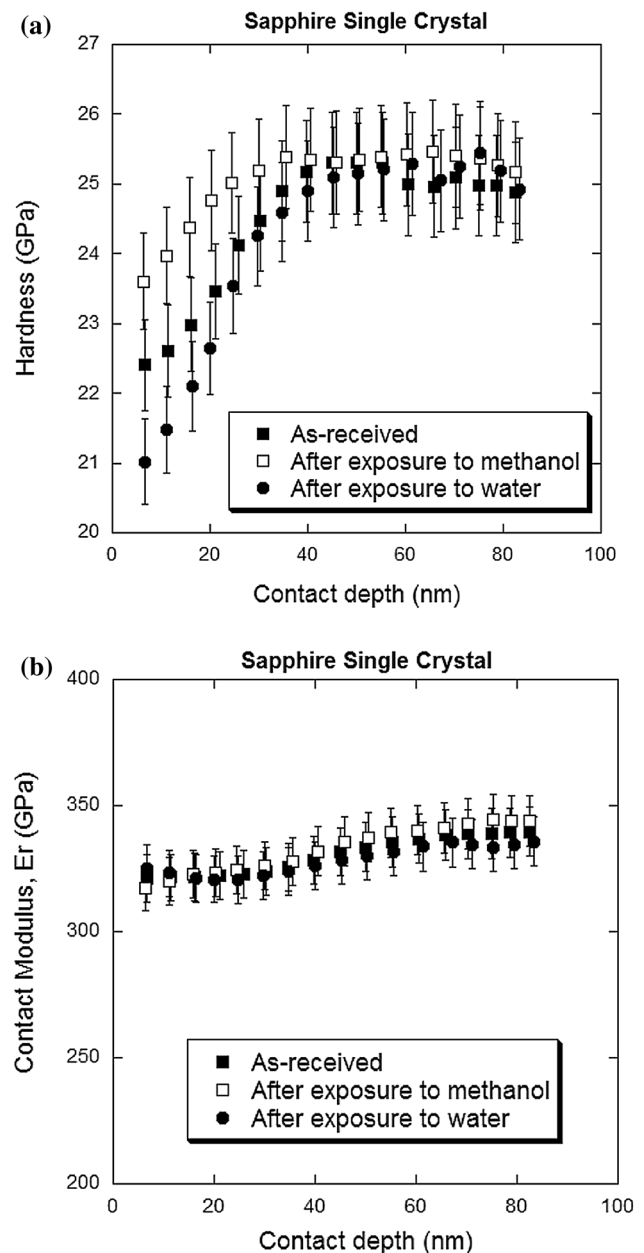 (a)
Sapphire Single Crystal
27
26
25
24
23
22
21
20
Hardness (GPa)
As-received
After exposure to methanol
After exposure to water
0
20
40
60
80
100
Contact depth (nm)
(b)
Sapphire Single Crystal
400
350
300
250
200
Contact Modulus, Er (GPa)
As-received
After exposure to methanol
After exposure to water
0
20
40
60
80
100
Contact depth (nm)